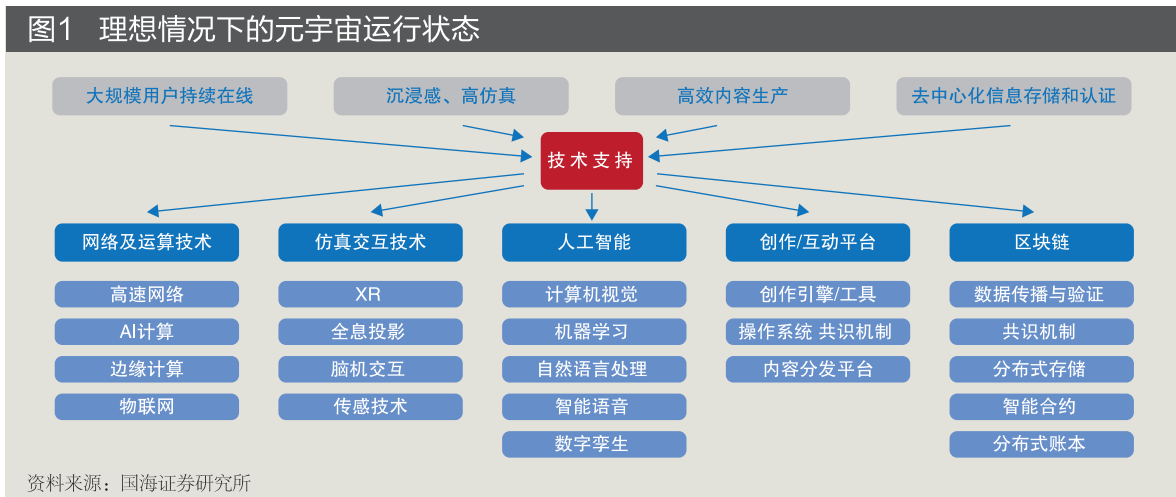 图1 理想情况下的元宇宙运行状态
大规模用户持续在线
沉浸感、高仿真
高效内容生产
去中心化信息存储和认证
技术支持
网络及运算技术
仿真交互技术
人工智能
创作/互动平台
区块链
高速网络
XR
计算机视觉
创作引擎/工具
数据传播与验证
AI计算
全息投影
机器学习
操作系统 共识机制
共识机制
边缘计算
脑机交互
自然语言处理
内容分发平台
分布式存储
物联网
传感技术
智能语音
智能合约
数字孪生
分布式账本
资料来源：国海证券研究所